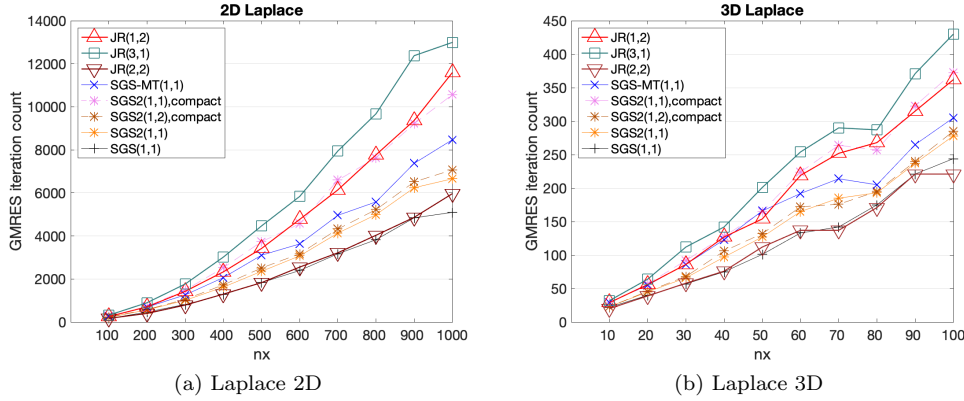 2D Laplace
GMRES iteration count
14000
12000
10000
8000
6000
4000
2000
0
JR(1,2)
JR(3,1)
JR(2,2)
SGS-MT(1,1)
SGS2(1,1),compact
SGS2(1,2),compact
SGS2(1,1)
SGS(1,1)
100 200 300 400 500 600 700 800 900 1000
nx
(a) Laplace 2D
3D Laplace
GMRES iteration count
450
400
350
300
250
200
150
100
50
0
JR(1,2)
JR(3,1)
JR(2,2)
SGS-MT(1,1)
SGS2(1,1),compact
SGS2(1,2),compact
SGS2(1,1)
SGS(1,1)
10 20 30 40 50 60 70 80 90 100
nx
(b) Laplace 3D